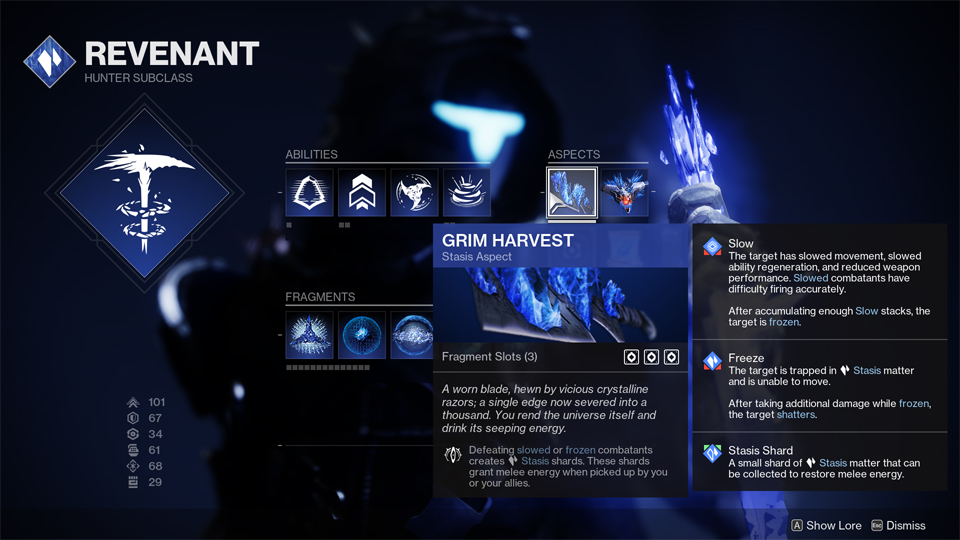 REVENANT
HUNTER SUBCLASS
ABILITIES
ASPECTS
FRAGMENTS
101
67
34
61
68
29
GRIM HARVEST
Stasis Aspect
Fragment Slots (3)
A worn blade, hewn by vicious crystalline
razors; a single edge now severed into a
thousand. You rend the universe itself and
drink its seeping energy.
Defeating slowed or frozen combatants
creates Stasis shards. These shards
grant melee energy when picked up by you
or your allies.
Slow
The target has slowed movement, slowed
ability regeneration, and reduced weapon
performance. Slowed combatants have
difficulty firing accurately.
After accumulating enough Slow stacks, the
target is frozen.
Freeze
The target is trapped in Stasis matter
and is unable to move.
After taking additional damage while frozen,
the target shatters.
Stasis Shard
A small shard of Stasis matter that can
be collected to restore melee energy.
A Show Lore Esc Dismiss